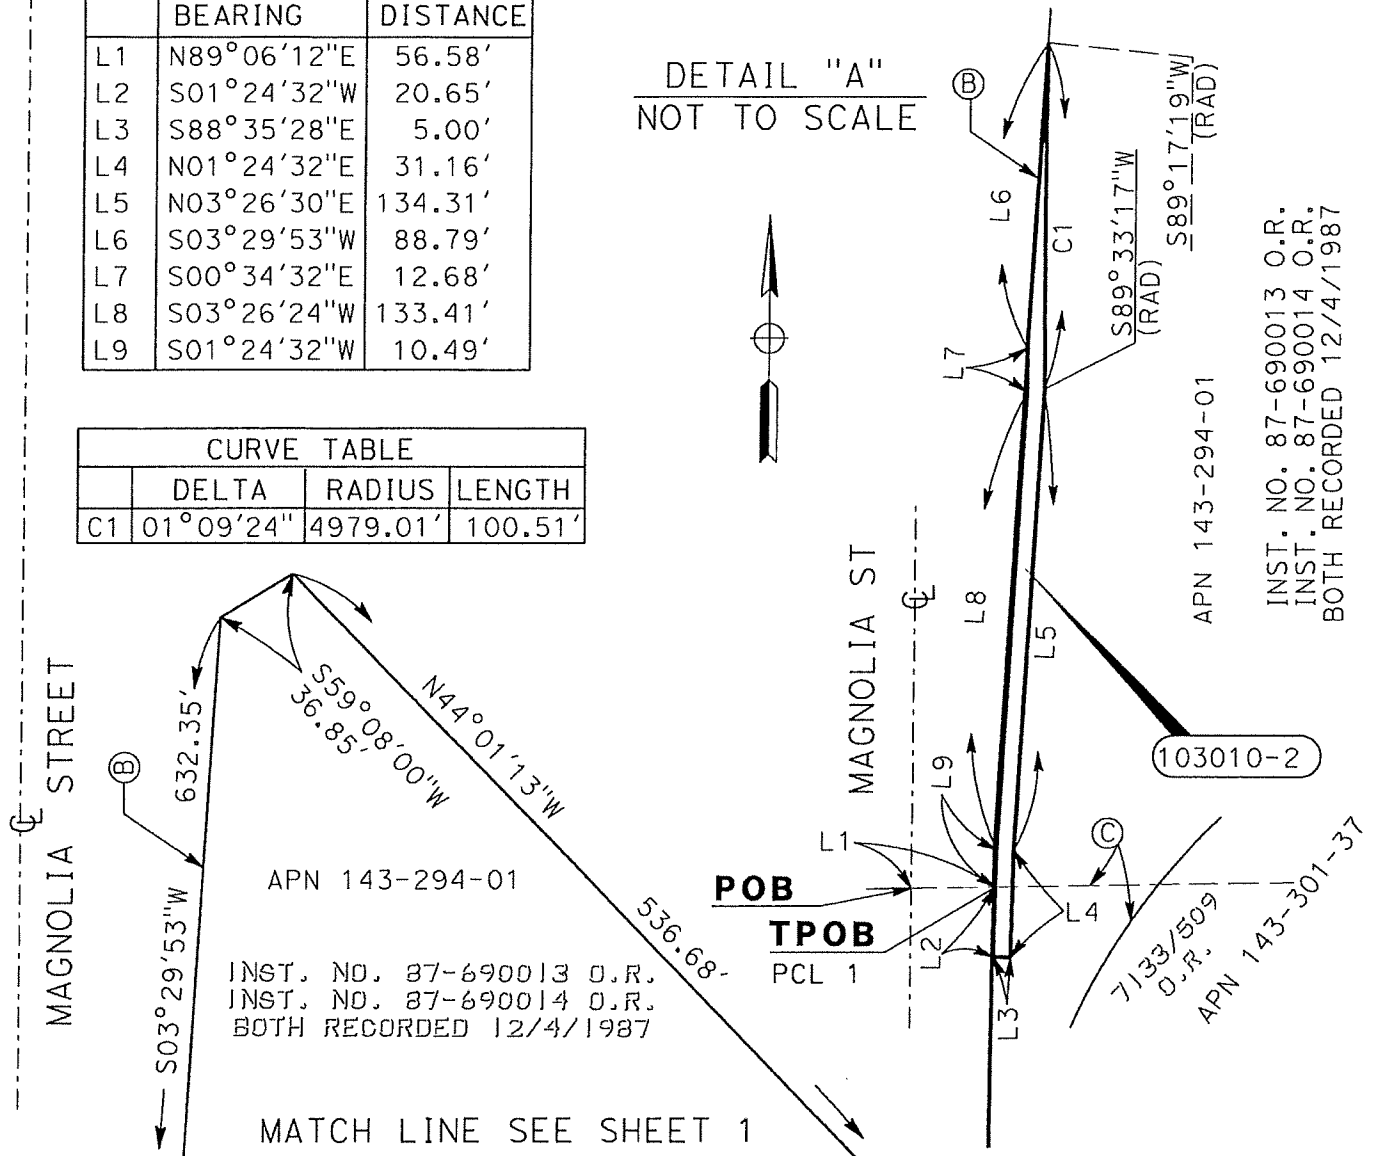 BEARING DISTANCE
L1 N89°06'12"E 56.58'
L2 S01°24'32"W 20.65'
L3 S88°35'28"E 5.00'
L4 N01°24'32"E 31.16'
L5 N03°26'30"E 134.31'
L6 S03°29'53"W 88.79'
L7 S00°34'32"E 12.68'
L8 S03°26'24"W 133.41'
L9 S01°24'32"W 10.49'
CURVE TABLE
DELTA RADIUS LENGTH
C1 01°09'24" 4979.01' 100.51'
DETAIL "A"
NOT TO SCALE
B
L6
C1
S89°17'19"W
(RAD)
S89°33'17"W
(RAD)
L7
APN 143-294-01
INST. NO. 87-690013 O.R.
INST. NO. 87-690014 O.R.
BOTH RECORDED 12/4/1987
MAGNOLIA ST
℄
L8
L5
103010-2
L9
L1
POB
TPOB
PCL 1
L2
L3
L4
C
7133/509
O.R.
APN 143-301-37
MAGNOLIA STREET
℄
B
632.35'
S03°29'53"W
S59°08'00"W
36.85'
N44°01'13"W
536.68'
APN 143-294-01
INST. NO. 87-690013 O.R.
INST. NO. 87-690014 O.R.
BOTH RECORDED 12/4/1987
MATCH LINE SEE SHEET 1